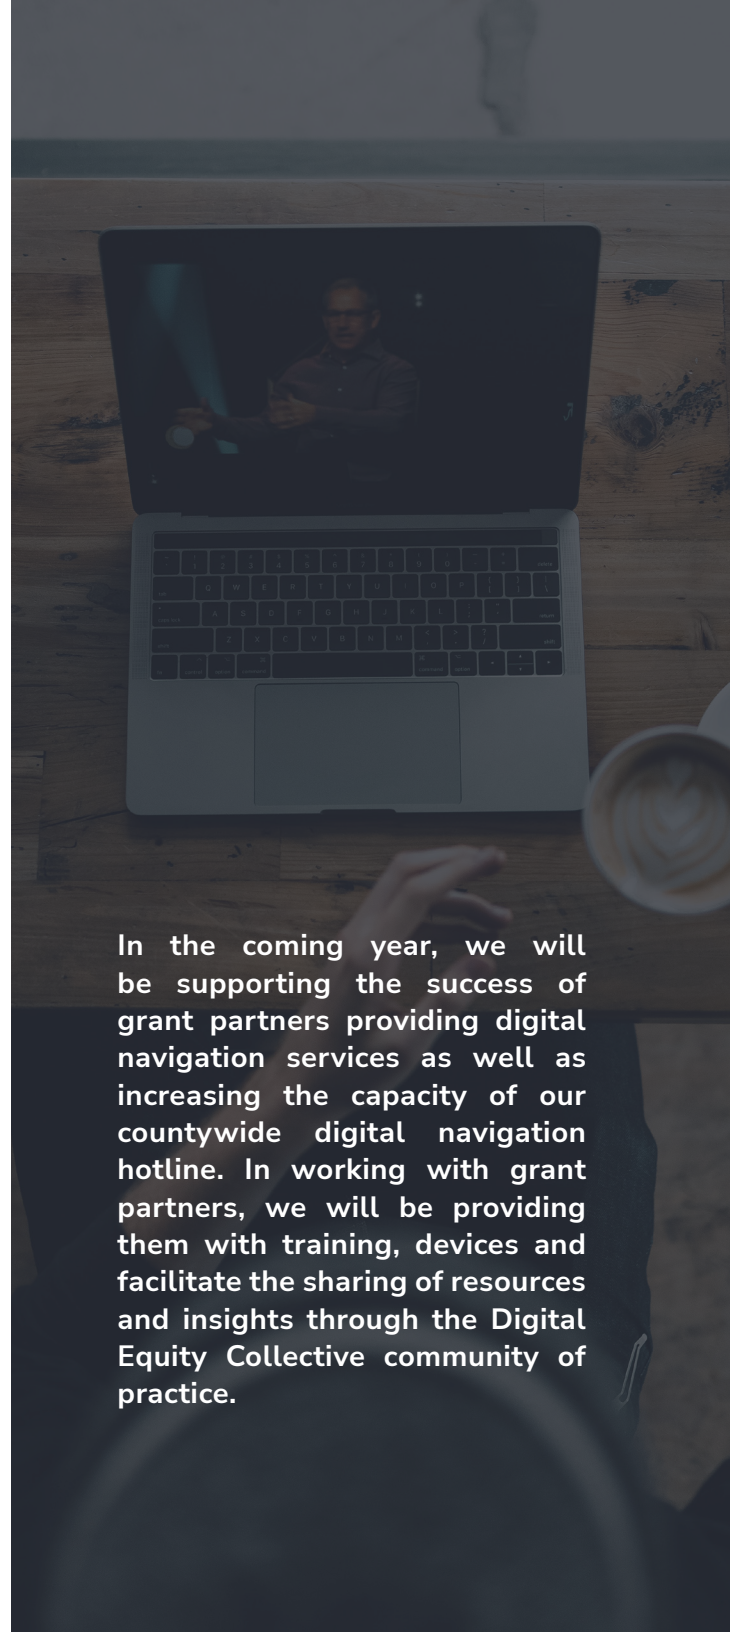 In the coming year, we will
be supporting the success of
grant partners providing digital
navigation services as well as
increasing the capacity of our
countywide digital navigation
hotline. In working with grant
partners, we will be providing
them with training, devices and
facilitate the sharing of resources
and insights through the Digital
Equity Collective community of
practice.